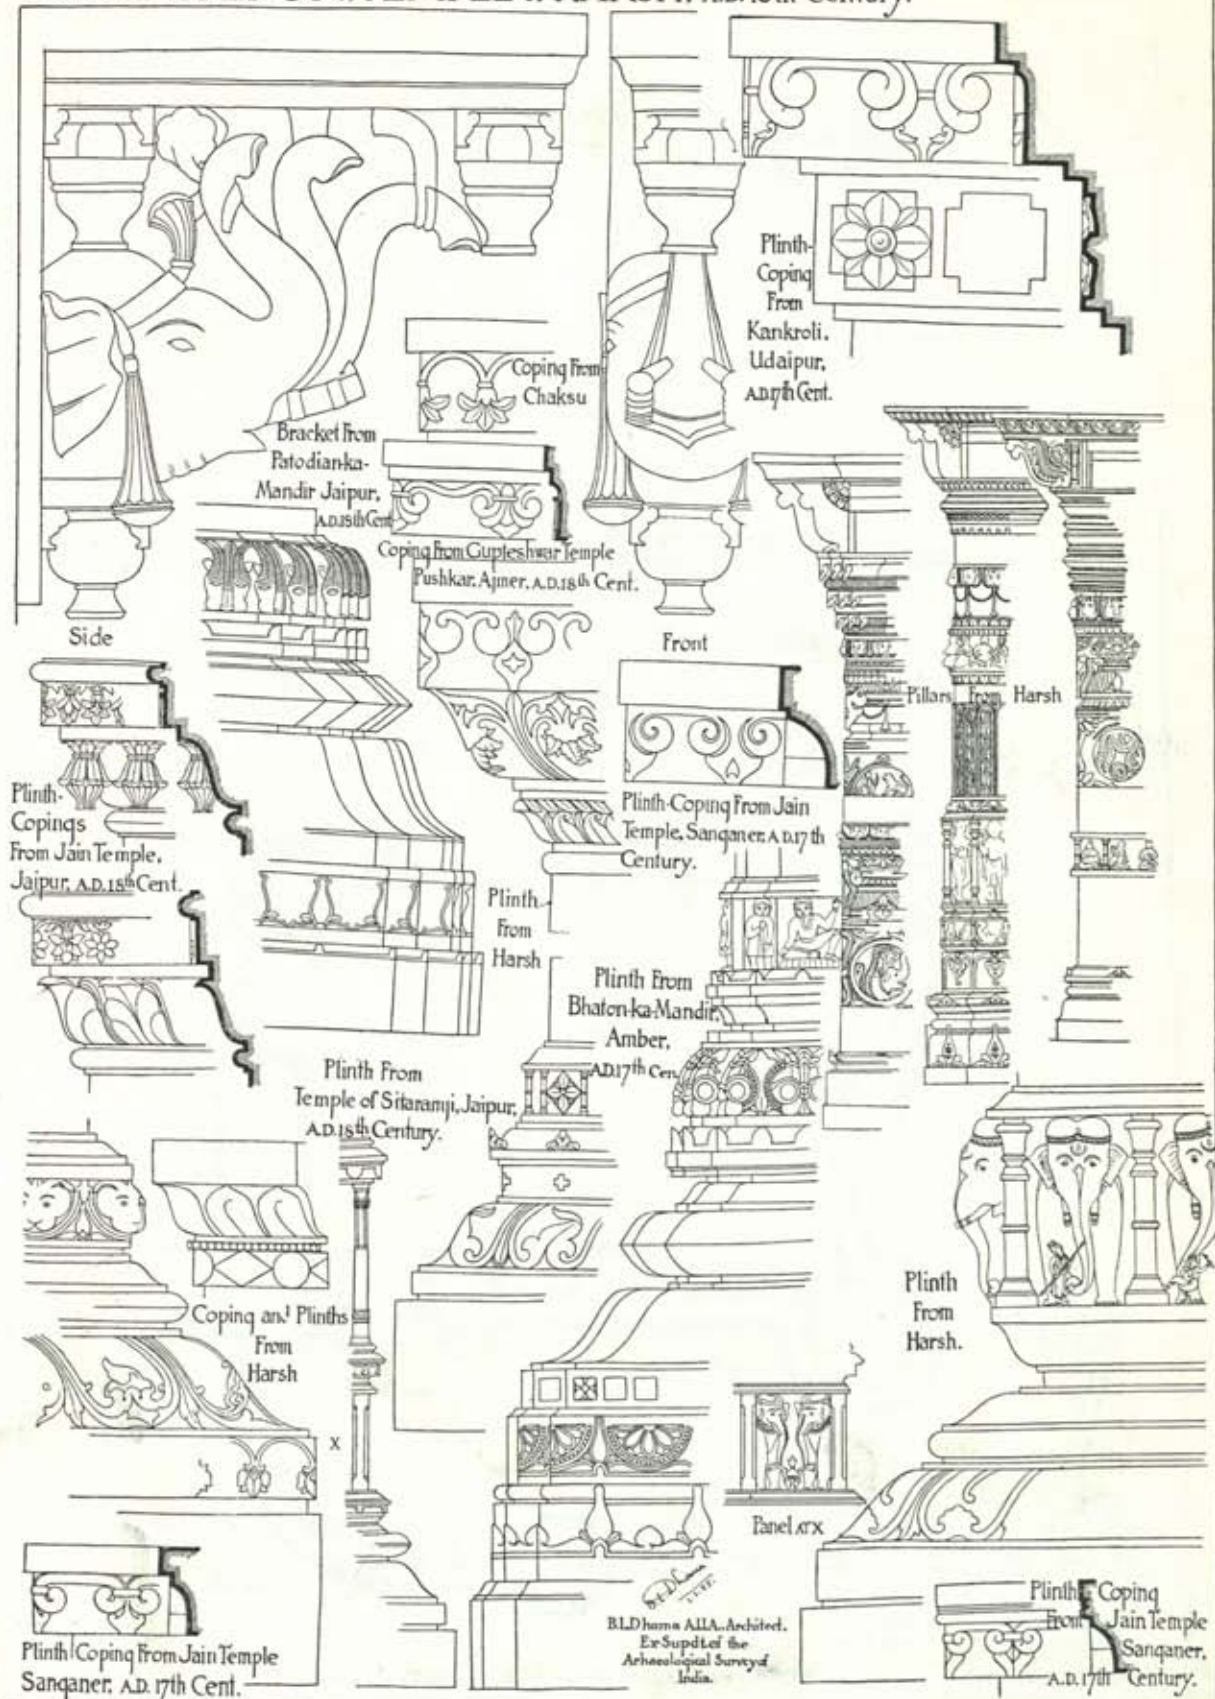 A.D. 18th Century.
Plinth-
Coping
From
Kankroli,
Udaipur,
A.D.17th Cent.
Coping From
Chaksu
Bracket From
Patodian-ka-
Mandir Jaipur,
A.D.18th Cent
Coping From Gupteshwar Temple
Pushkar, Ajmer, A.D.18th Cent.
Side
Front
Pillars From Harsh
Plinth-
Copings
From Jain Temple,
Jaipur, A.D.18th Cent.
Plinth-Coping From Jain
Temple, Sanganer, A.D.17th
Century.
Plinth
From
Harsh
Plinth From
Bhaton-ka-Mandir,
Amber,
A.D.17th Cen.
Plinth From
Temple of Sitaramji, Jaipur,
A.D.18th Century.
Coping and Plinths
From
Harsh
Plinth
From
Harsh.
X
Panel AT X
B.L.Dhama A.I.I.A., Architect,
Ex-Supdt. of the
Arhaeological Survey of
India.
Plinth Coping From Jain Temple
Sanganer, A.D. 17th Cent.
Plinth Coping
From Jain Temple
Sanganer,
A.D. 17th Century.